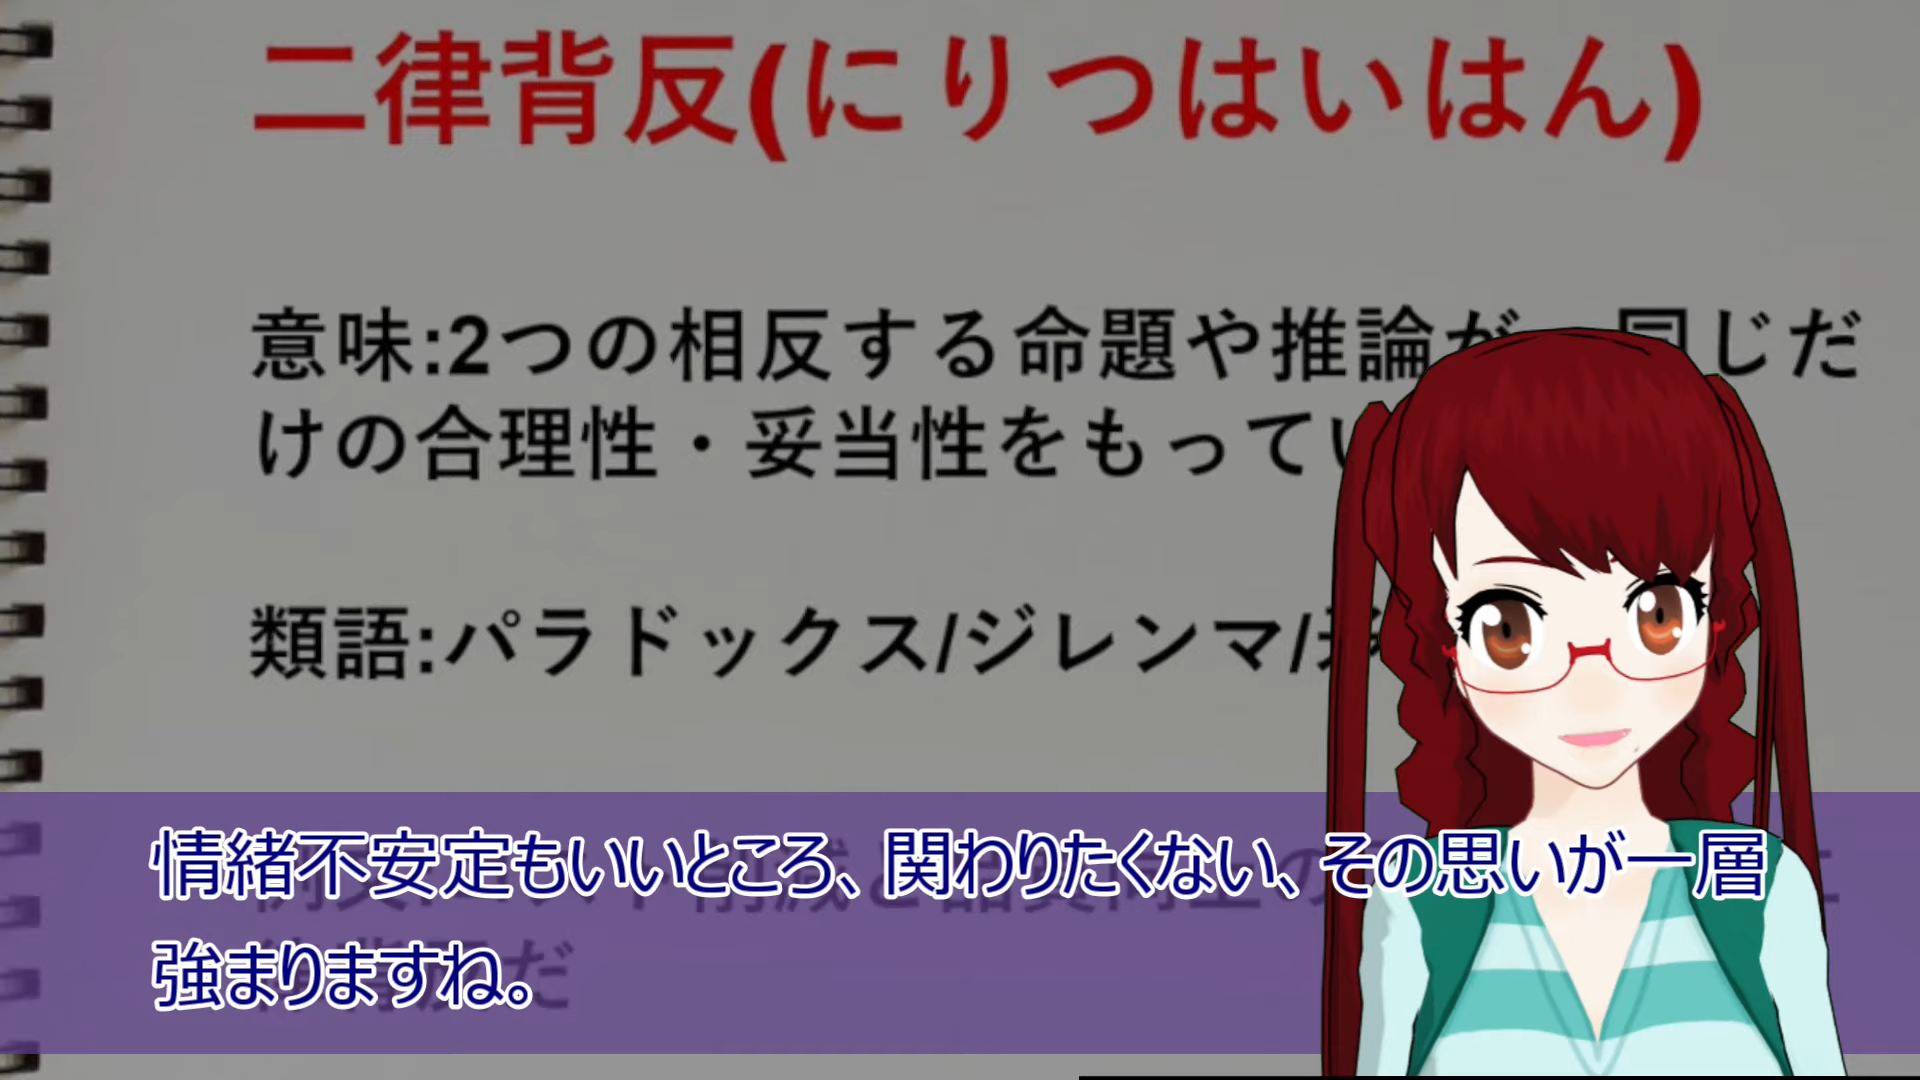 二律背反(にりつはいはん)
意味:2つの相反する命題や推論が 同じだ
けの合理性・妥当性をもってい
類語:パラドックス/ジレンマ/
情緒不安定もいいところ、関わりたくない、その思いが一層
強まりますね。